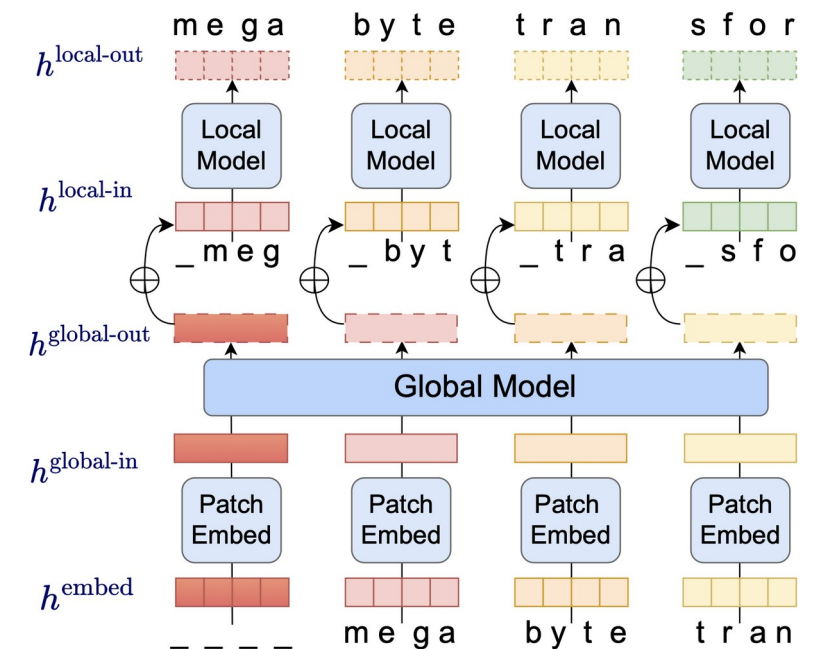 m e g a b y t e t r a n s f o r
h^local-out
Local Model Local Model Local Model Local Model
h^local-in
_ m e g _ b y t _ t r a _ s f o
h^global-out
Global Model
h^global-in
Patch Embed Patch Embed Patch Embed Patch Embed
h^embed
_ _ _ _ m e g a b y t e t r a n